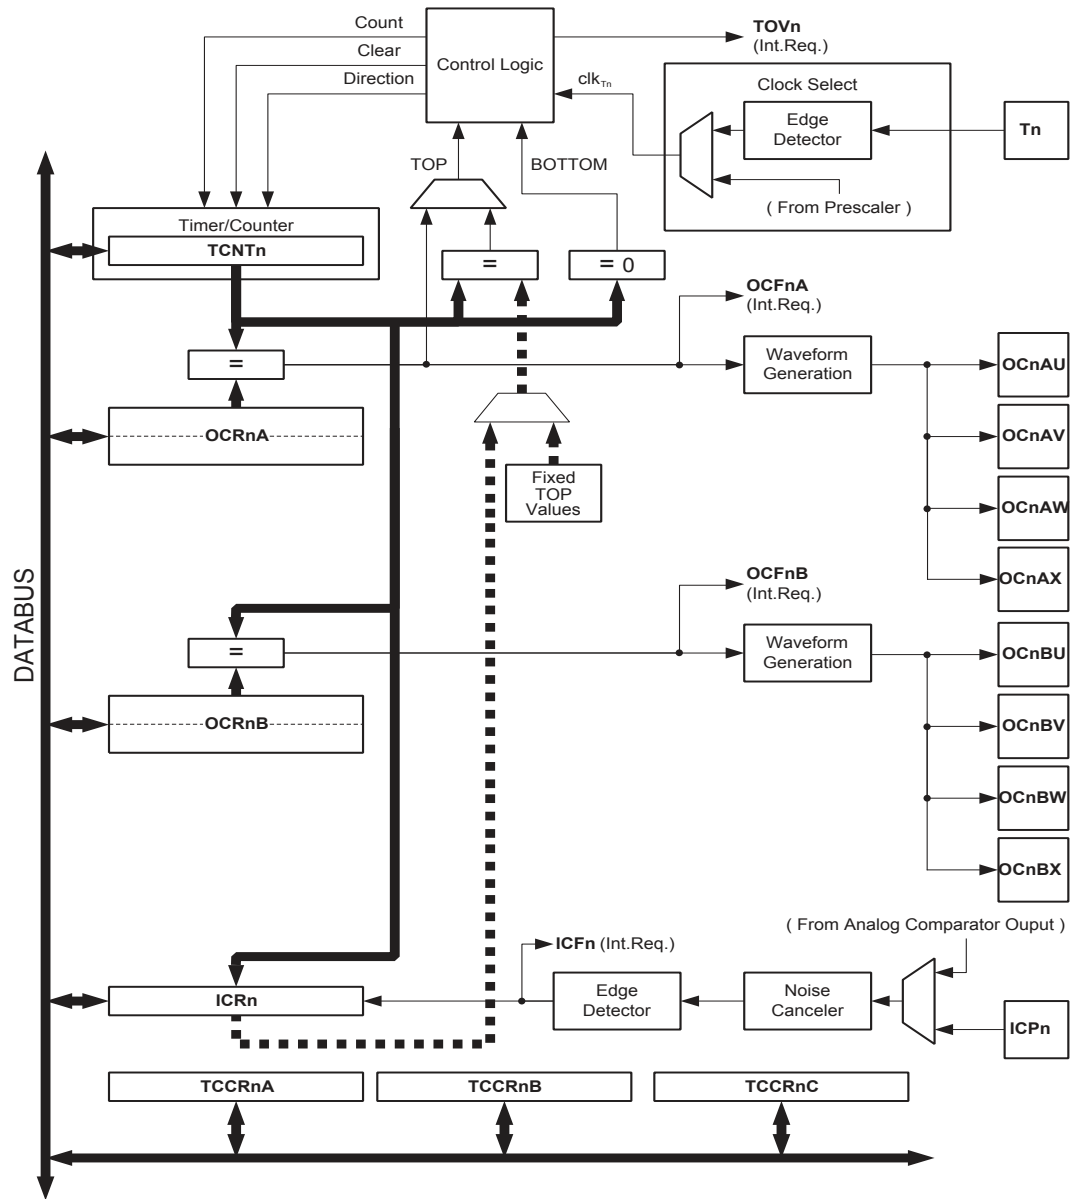 Count
Clear
Direction
Control Logic
TOVn
(Int.Req.)
clkTn
Clock Select
Edge
Detector
Tn
( From Prescaler )
TOP
BOTTOM
Timer/Counter
TCNTn
=
= 0
OCFnA
(Int.Req.)
=
Waveform
Generation
OCnAU
OCRnA
OCnAV
Fixed
TOP
Values
OCnAW
OCnAX
DATABUS
OCFnB
(Int.Req.)
=
Waveform
Generation
OCnBU
OCRnB
OCnBV
OCnBW
OCnBX
( From Analog Comparator Ouput )
ICFn (Int.Req.)
ICRn
Edge
Detector
Noise
Canceler
ICPn
TCCRnA
TCCRnB
TCCRnC